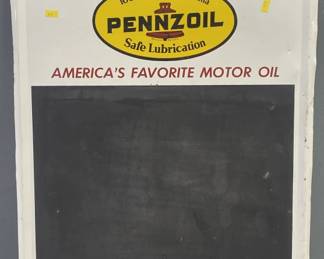 PENNZOIL
Safe Lubrication
AMERICA'S FAVORITE MOTOR OIL